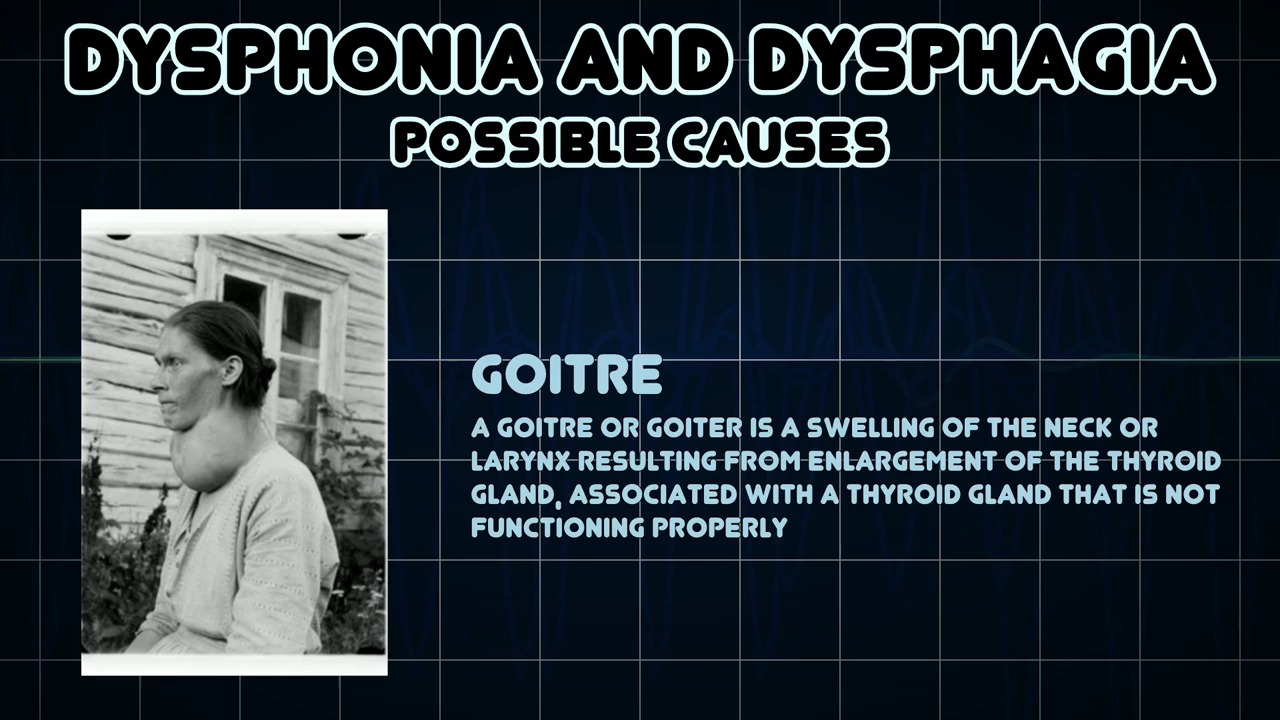 DYSPHONIA AND DYSPHAGIA
POSSIBLE CAUSES
GOITRE
A GOITRE OR GOITER IS A SWELLING OF THE NECK OR
LARYNX RESULTING FROM ENLARGEMENT OF THE THYROID
GLAND, ASSOCIATED WITH A THYROID GLAND THAT IS NOT
FUNCTIONING PROPERLY